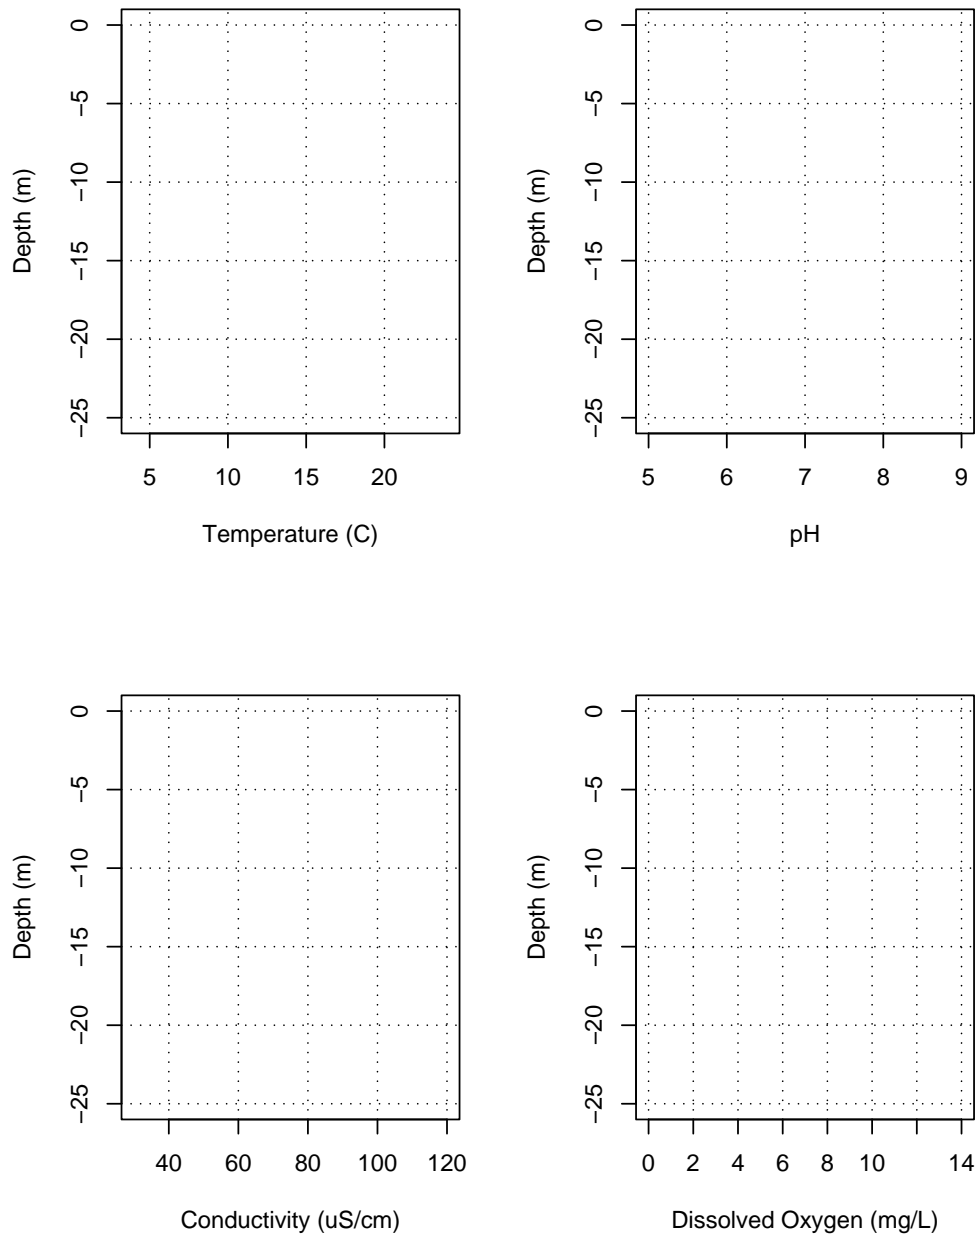 0
−5
−10
−15
−20
−25
Depth (m)
5 10 15 20
Temperature (C)
0
−5
−10
−15
−20
−25
Depth (m)
5 6 7 8 9
pH
0
−5
−10
−15
−20
−25
Depth (m)
40 60 80 100 120
Conductivity (uS/cm)
0
−5
−10
−15
−20
−25
Depth (m)
0 2 4 6 8 10 14
Dissolved Oxygen (mg/L)